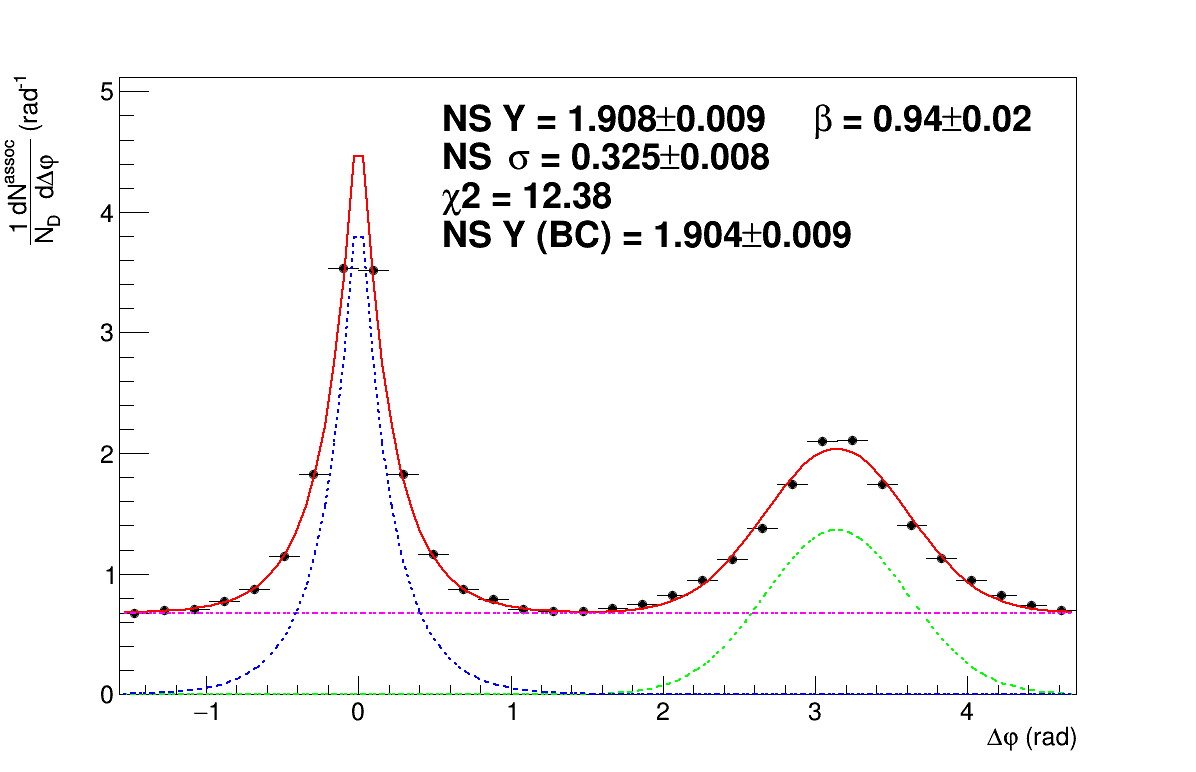 NS Y = 1.908±0.009 β = 0.94±0.02
NS σ = 0.325±0.008
χ2 = 12.38
NS Y (BC) = 1.904±0.009
1 dN^assoc
N_D dΔφ (rad^-1
5
4
3
2
1
0
−1 0 1 2 3 4
Δφ (rad)